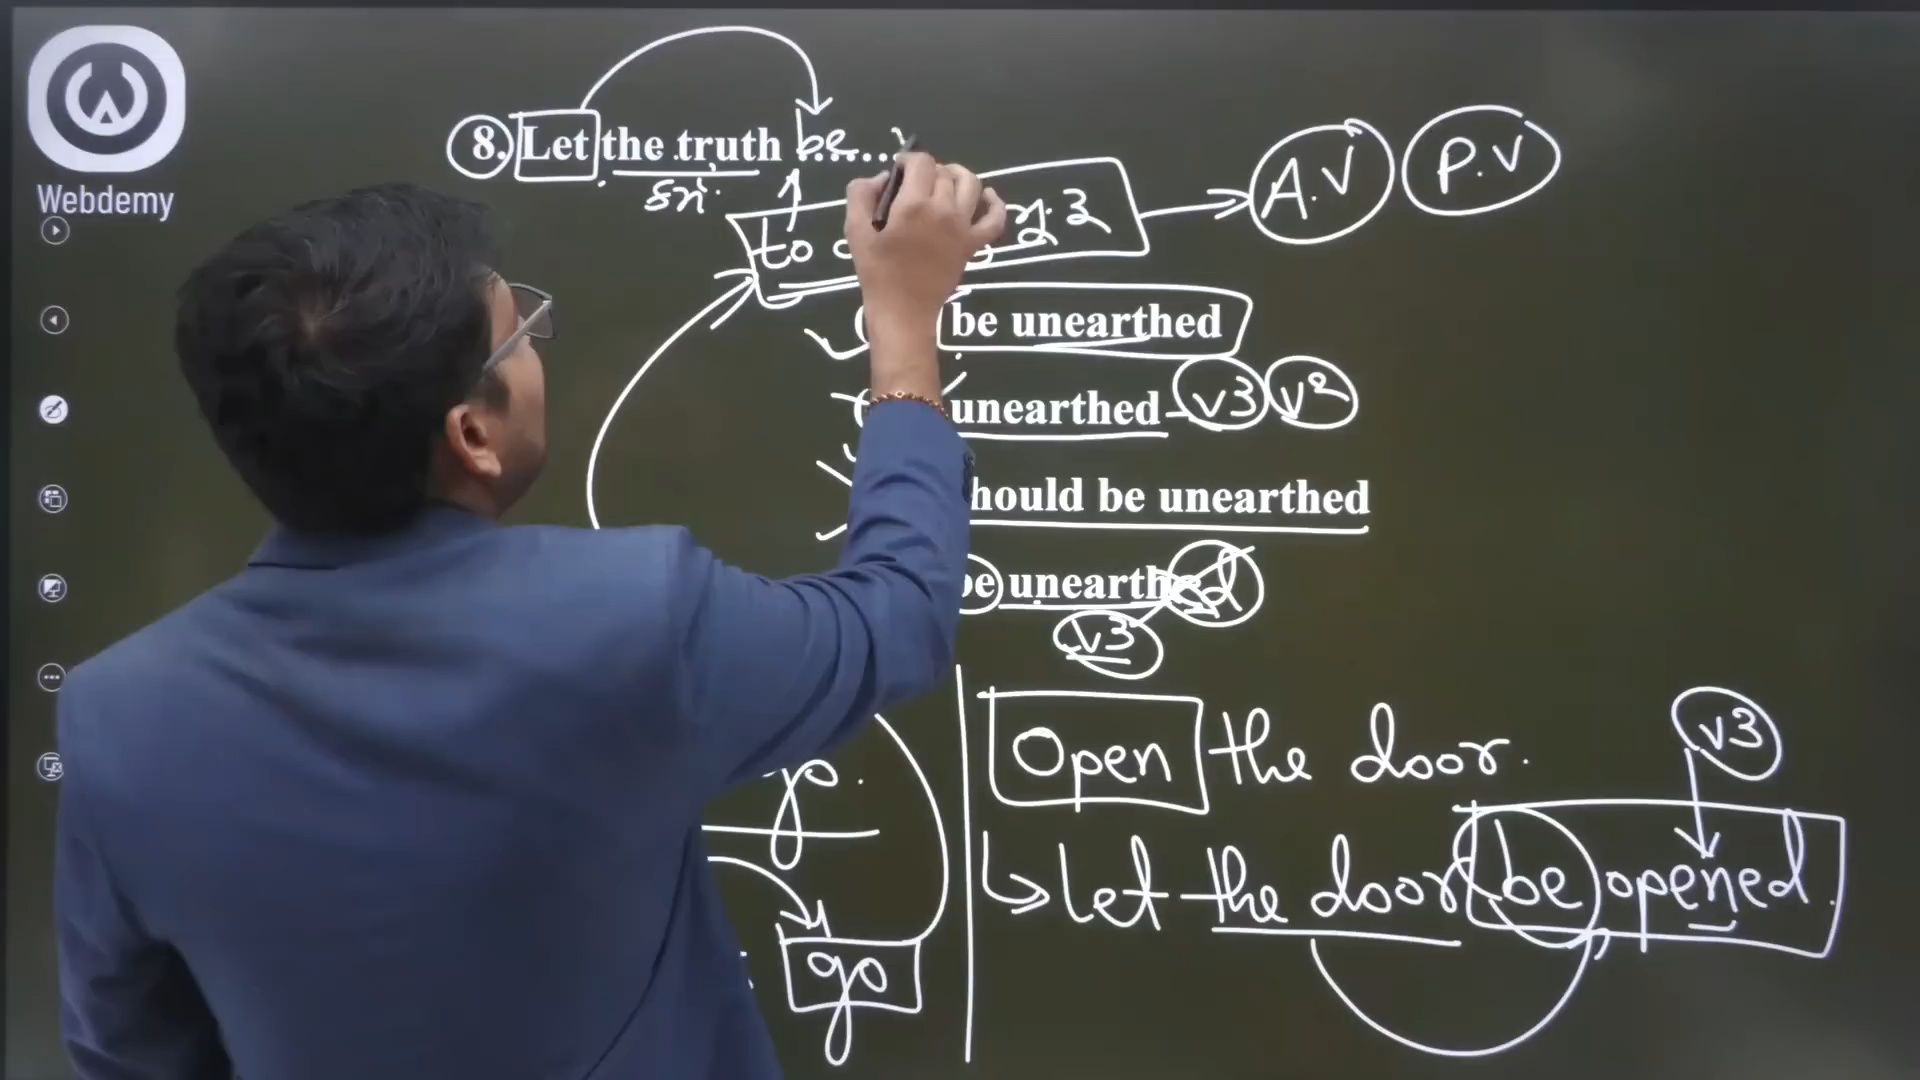 Webdemy
8. Let the truth be ......
to
A.V
P.V
be unearthed
unearthed - v3 v2
hould be unearthed
be unearthed d
v3
go.
Open the door.
v3
Let the door be opened.
go